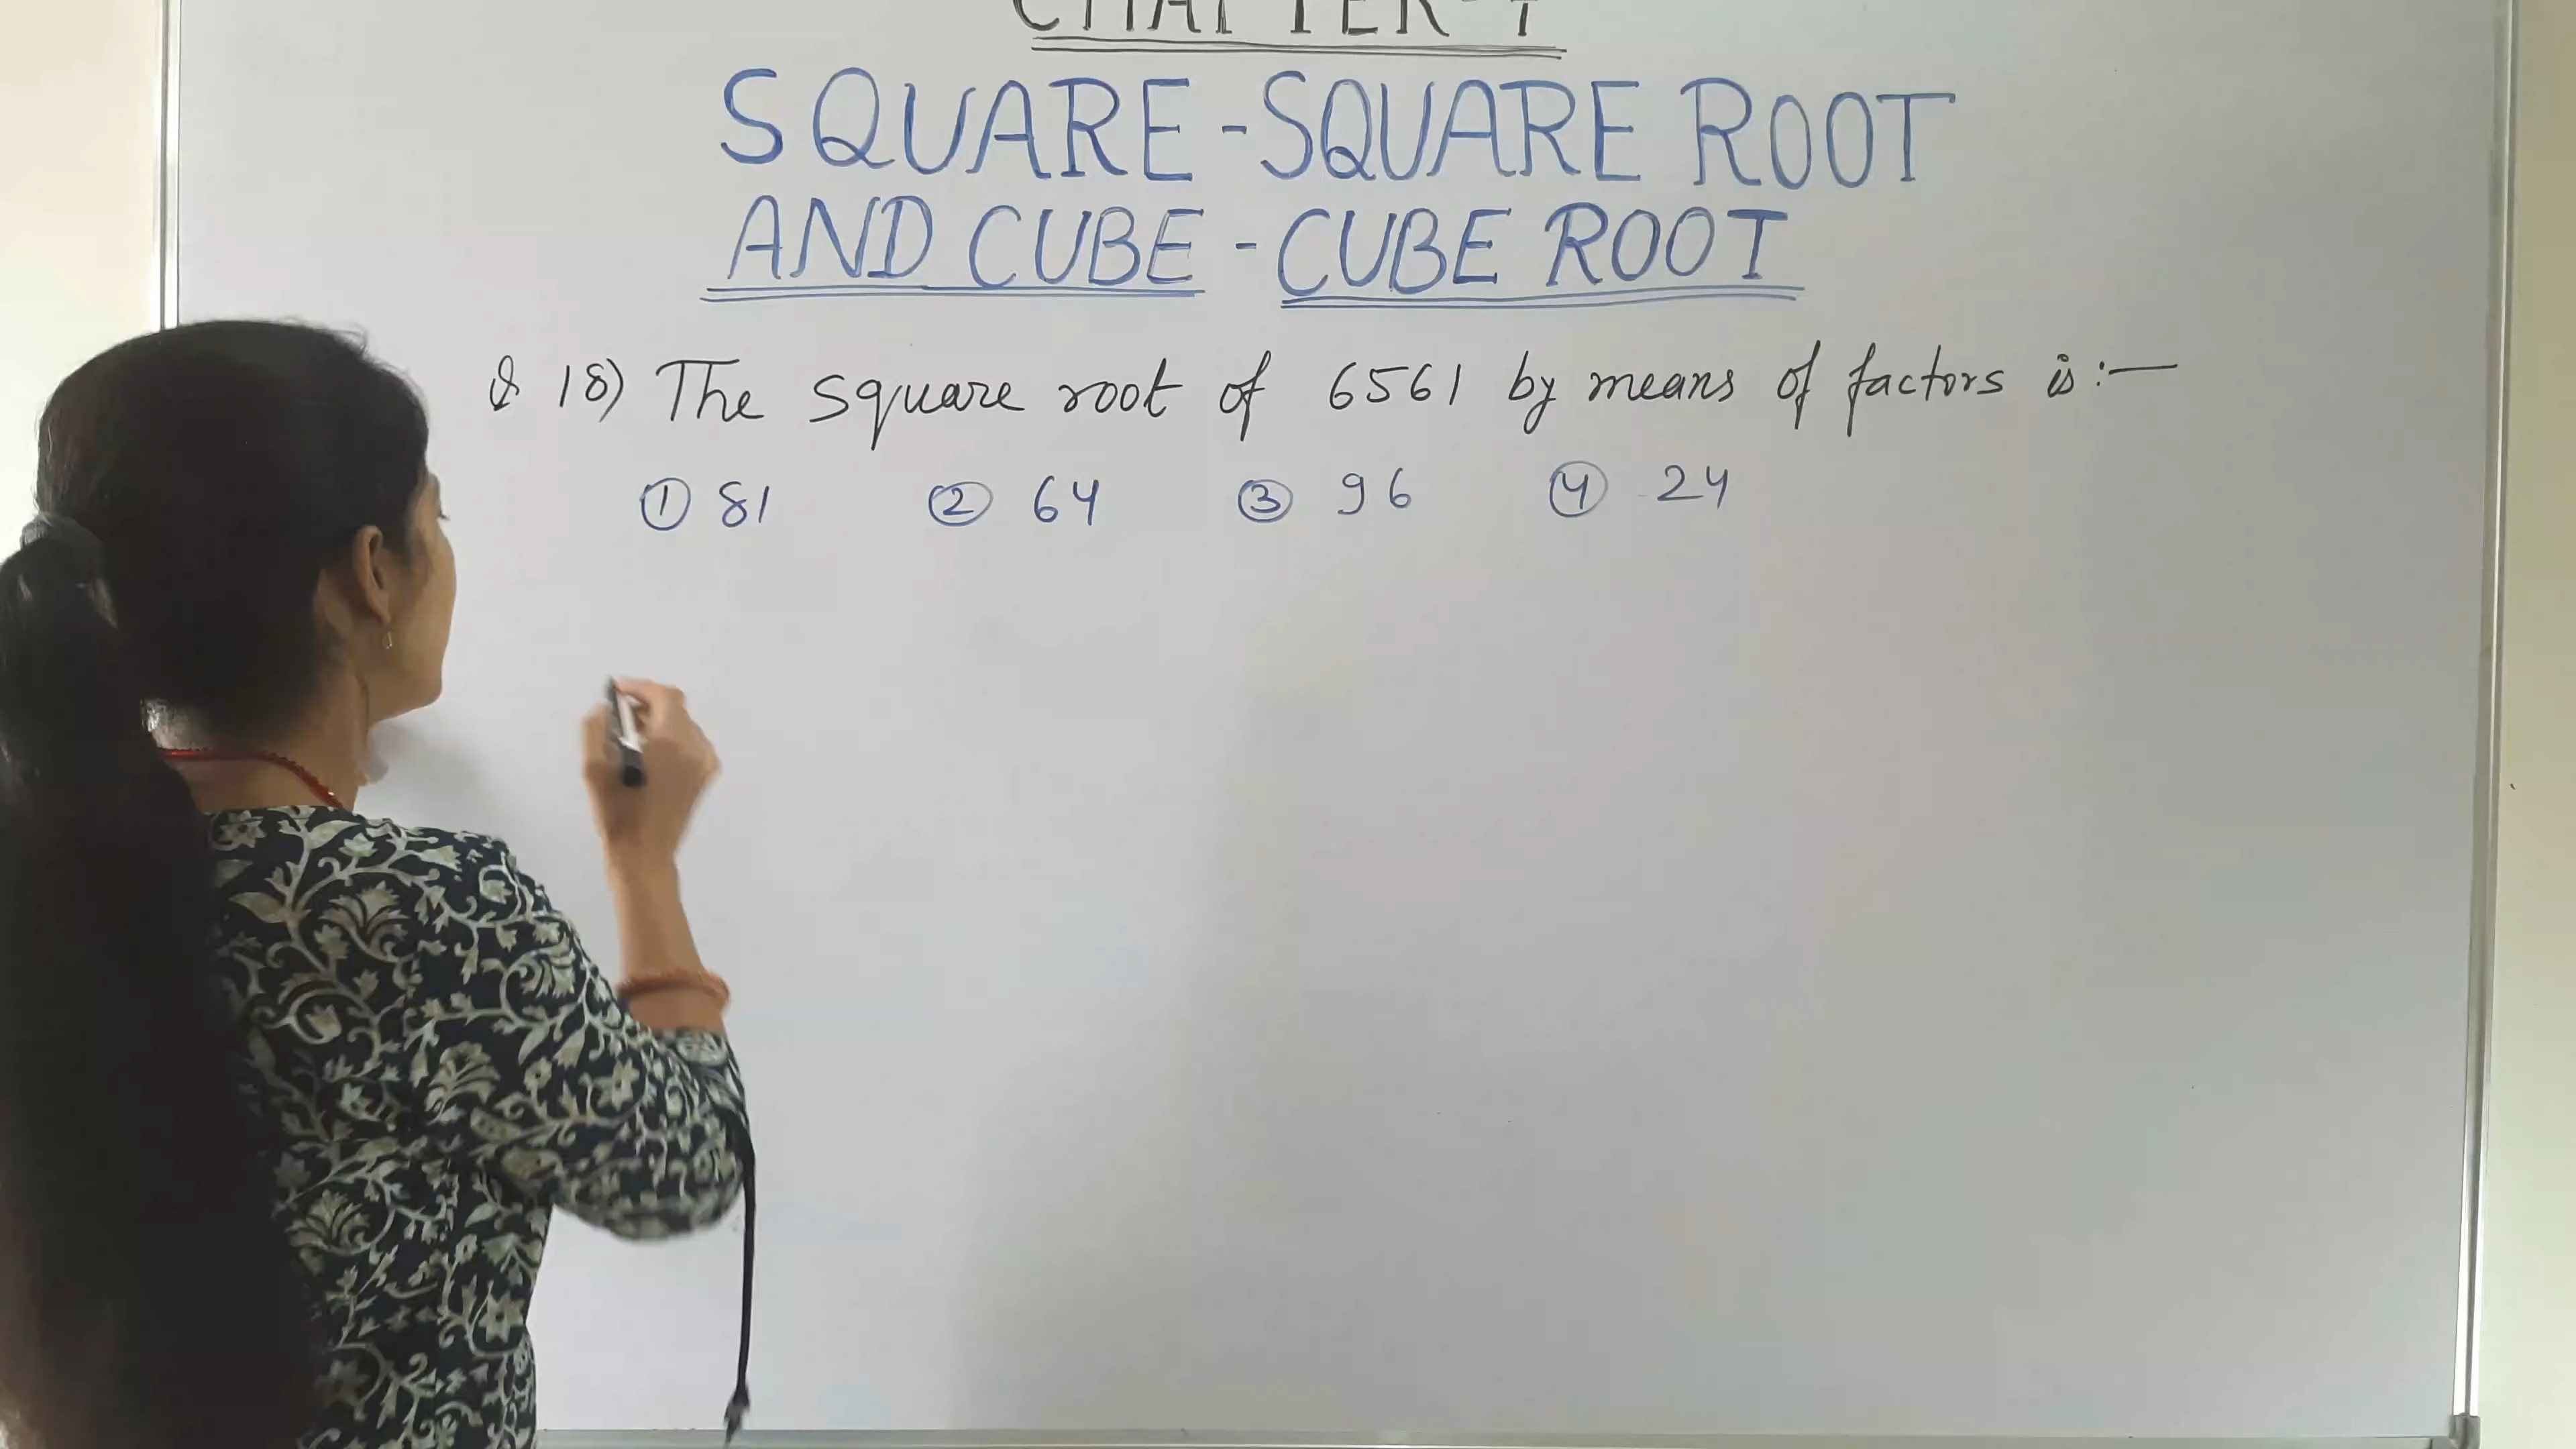 CHAPTER-
SQUARE-SQUARE ROOT
AND CUBE-CUBE ROOT
Q 18) The square root of 6561 by means of factors is:—
① 81 ② 64 ③ 96 ④ 24